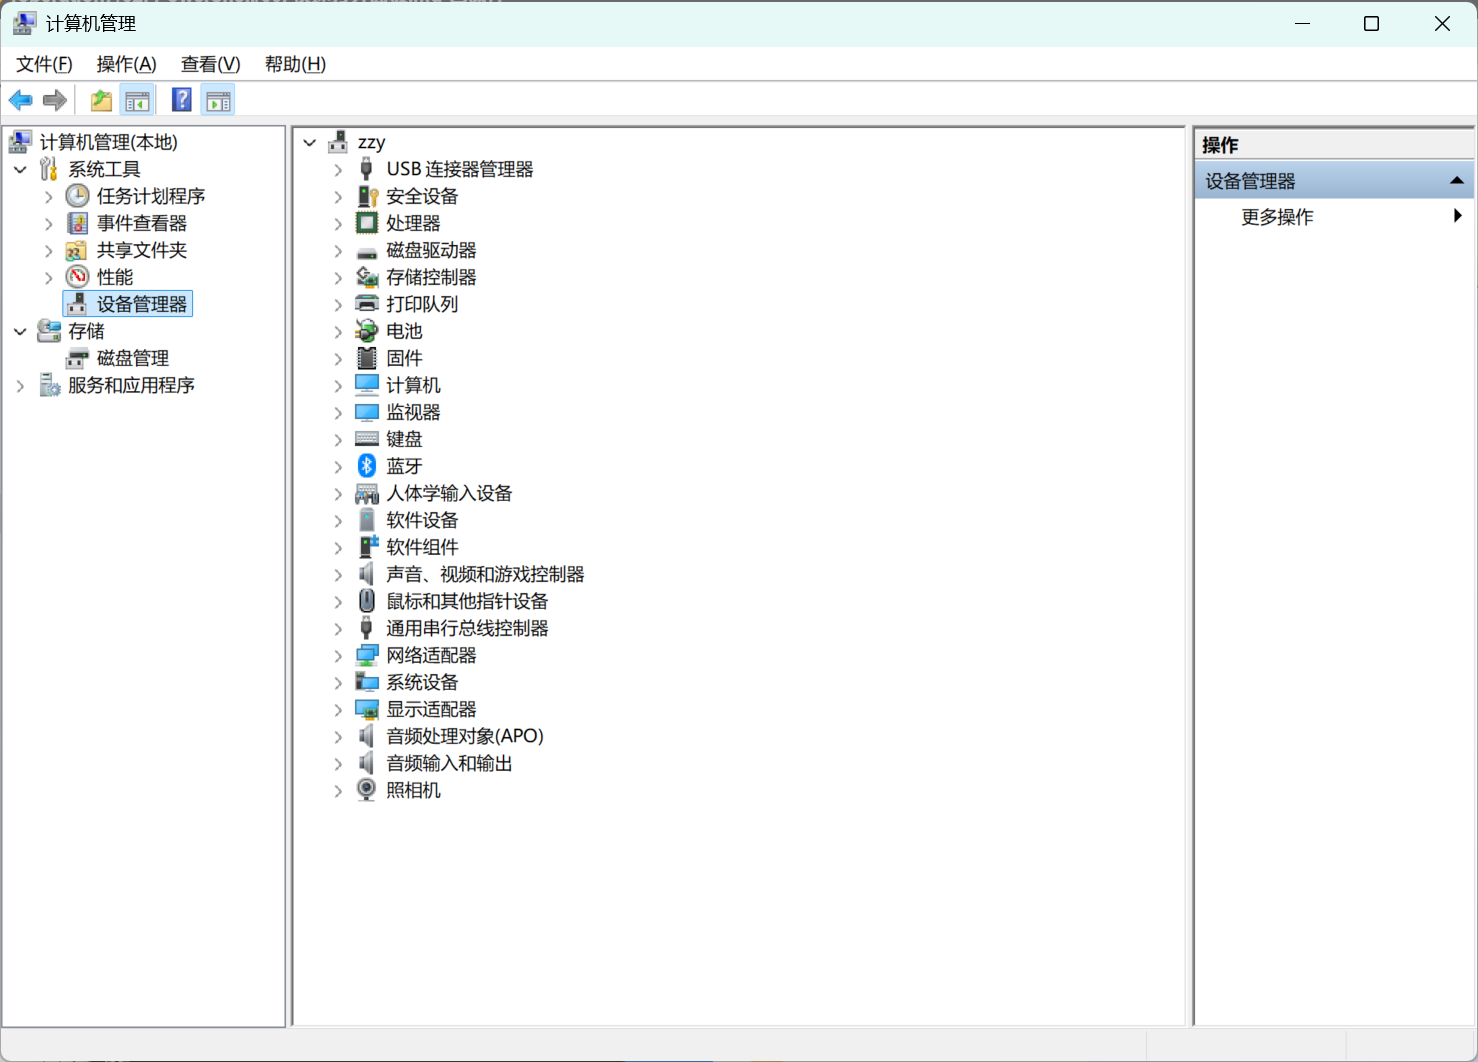 计算机管理
文件(F) 操作(A) 查看(V) 帮助(H)
计算机管理(本地)
系统工具
任务计划程序
事件查看器
共享文件夹
性能
设备管理器
存储
磁盘管理
服务和应用程序
zzy
USB 连接器管理器
安全设备
处理器
磁盘驱动器
存储控制器
打印队列
电池
固件
计算机
监视器
键盘
蓝牙
人体学输入设备
软件设备
软件组件
声音、视频和游戏控制器
鼠标和其他指针设备
通用串行总线控制器
网络适配器
系统设备
显示适配器
音频处理对象(APO)
音频输入和输出
照相机
操作
设备管理器
更多操作